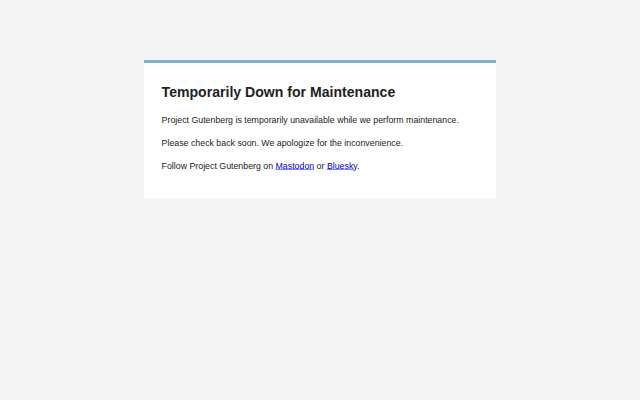 Temporarily Down for Maintenance
Project Gutenberg is temporarily unavailable while we perform maintenance.
Please check back soon. We apologize for the inconvenience.
Follow Project Gutenberg on Mastodon or Bluesky.